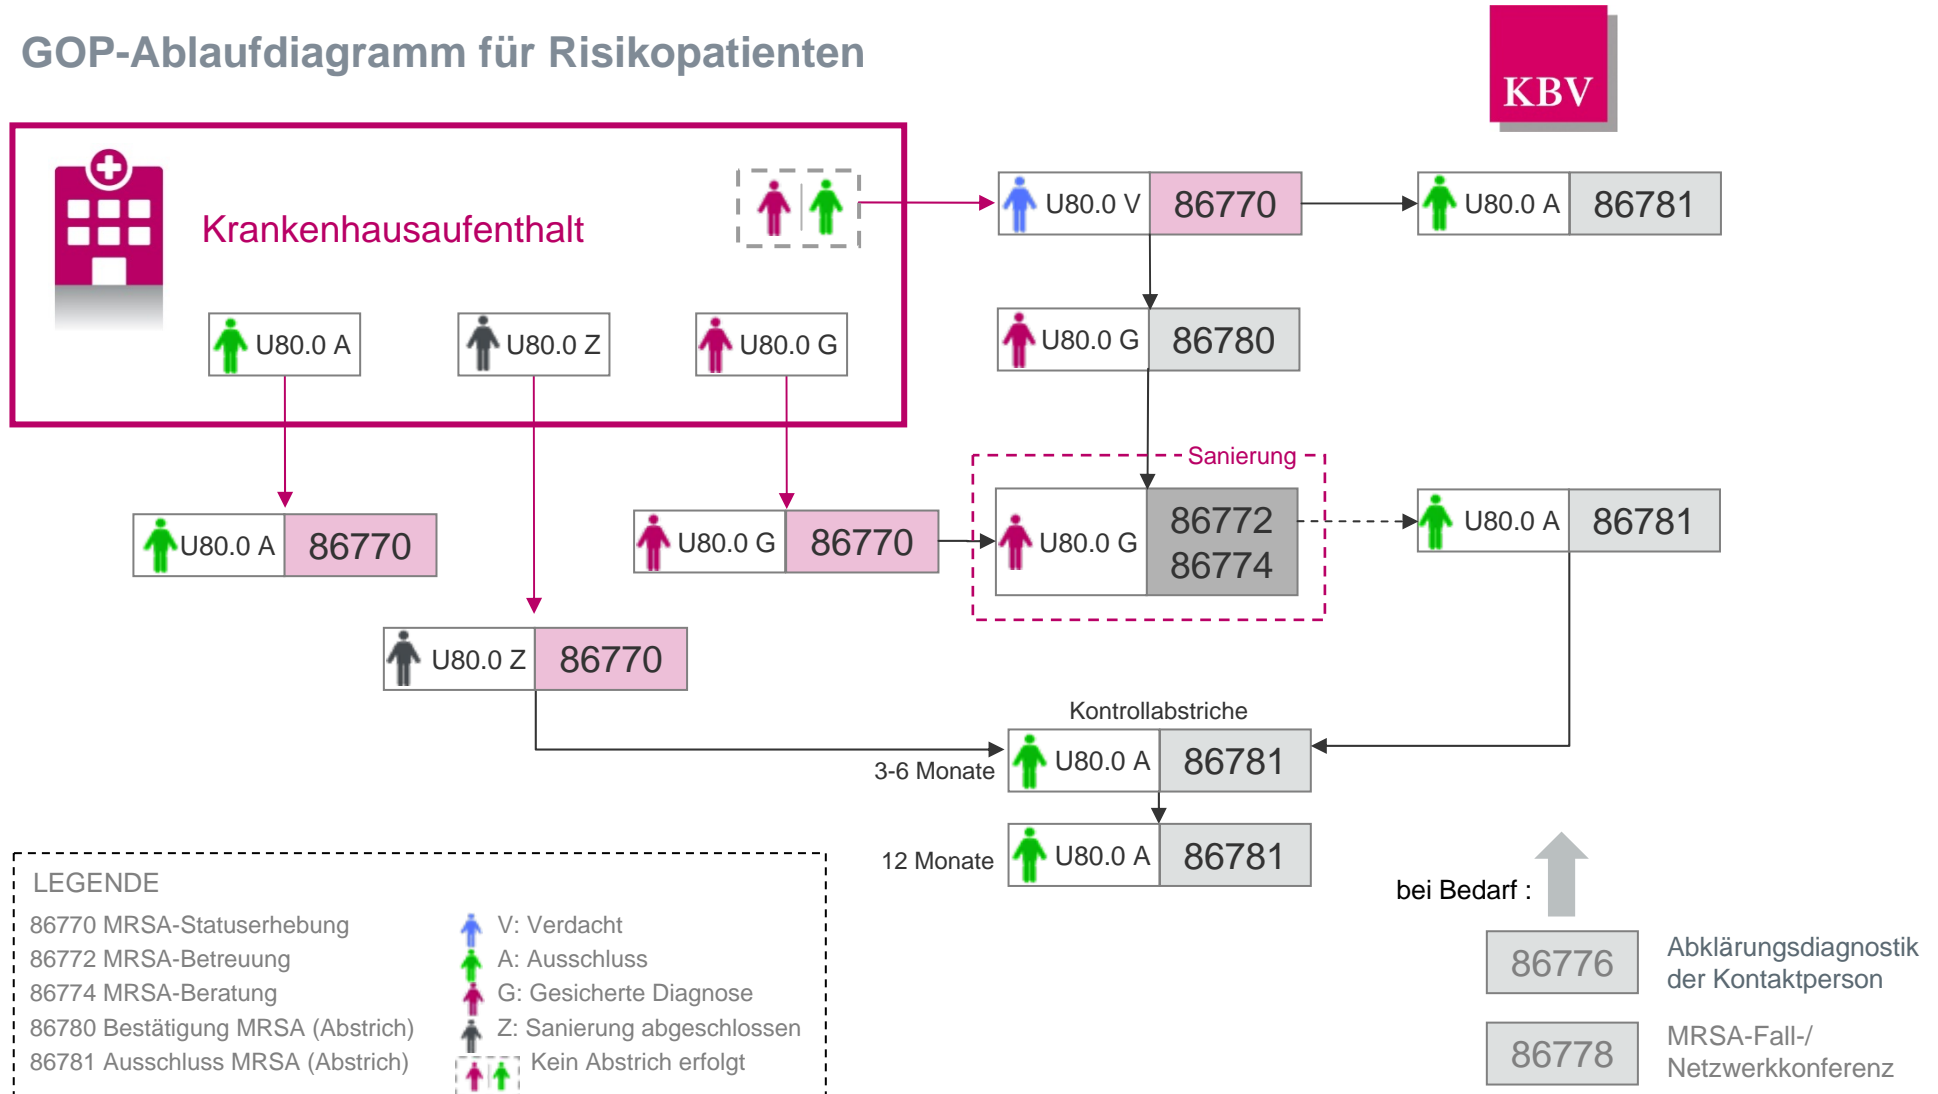 GOP-Ablaufdiagramm für Risikopatienten
KBV
Krankenhausaufenthalt
U80.0 V 86770
U80.0 A 86781
U80.0 A
U80.0 Z
U80.0 G
U80.0 G 86780
Sanierung
U80.0 A 86770
U80.0 G 86770
U80.0 G 86772
86774
U80.0 A 86781
U80.0 Z 86770
Kontrollabstriche
3-6 Monate
U80.0 A 86781
12 Monate
U80.0 A 86781
LEGENDE
86770 MRSA-Statuserhebung
86772 MRSA-Betreuung
86774 MRSA-Beratung
86780 Bestätigung MRSA (Abstrich)
86781 Ausschluss MRSA (Abstrich)
V: Verdacht
A: Ausschluss
G: Gesicherte Diagnose
Z: Sanierung abgeschlossen
Kein Abstrich erfolgt
bei Bedarf :
86776
Abklärungsdiagnostik
der Kontaktperson
86778
MRSA-Fall-/
Netzwerkkonferenz